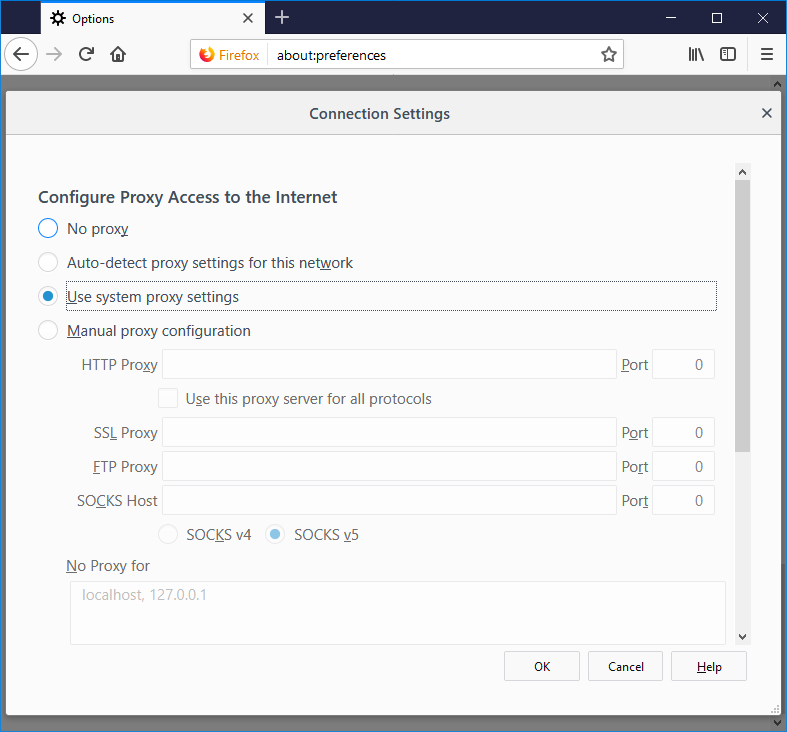 Options
Firefox about:preferences
Connection Settings
Configure Proxy Access to the Internet
No proxy
Auto-detect proxy settings for this network
Use system proxy settings
Manual proxy configuration
HTTP Proxy Port 0
Use this proxy server for all protocols
SSL Proxy Port 0
FTP Proxy Port 0
SOCKS Host Port 0
SOCKS v4 SOCKS v5
No Proxy for
localhost, 127.0.0.1
OK Cancel Help